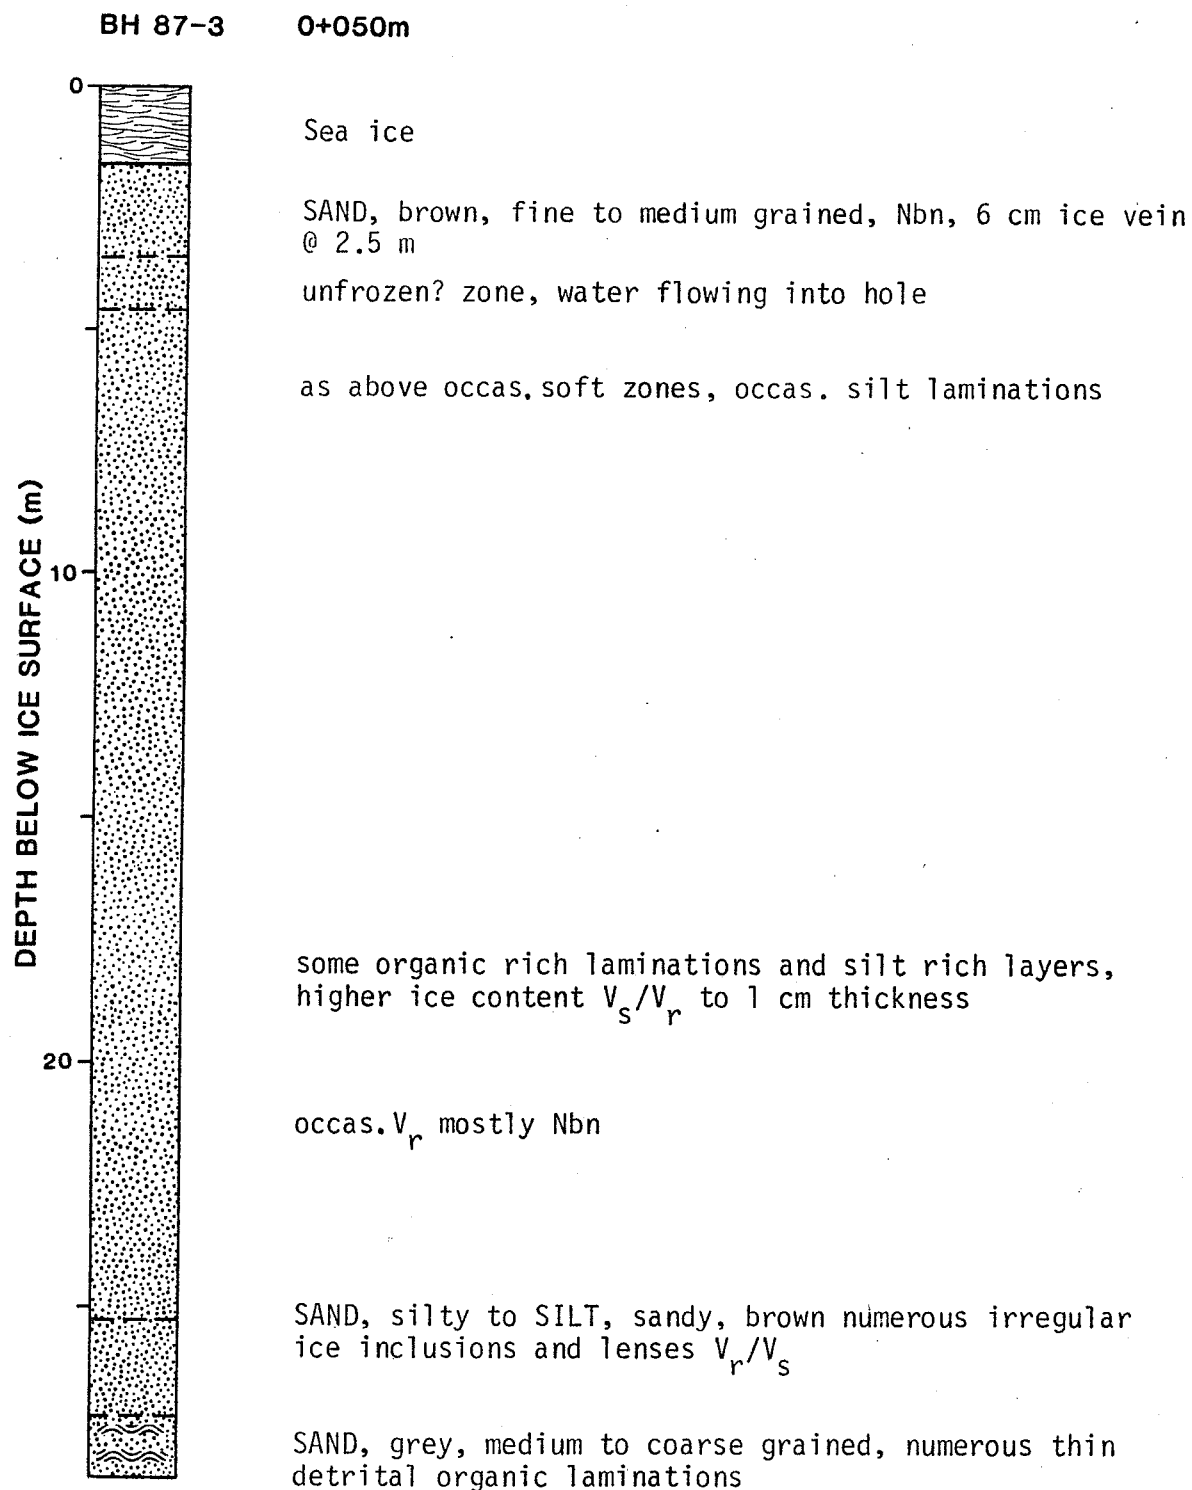 BH 87-3 0+050m
0
Sea ice
SAND, brown, fine to medium grained, Nbn, 6 cm ice vein
@ 2.5 m
unfrozen? zone, water flowing into hole
as above occas. soft zones, occas. silt laminations
DEPTH BELOW ICE SURFACE (m)
10
some organic rich laminations and silt rich layers,
higher ice content Vs/Vr to 1 cm thickness
20
occas. Vr mostly Nbn
SAND, silty to SILT, sandy, brown numerous irregular
ice inclusions and lenses Vr/Vs
SAND, grey, medium to coarse grained, numerous thin
detrital organic laminations